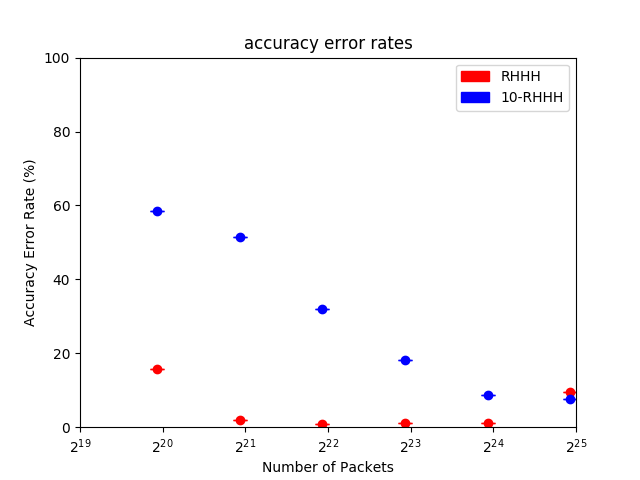 accuracy error rates
RHHH
10-RHHH
Accuracy Error Rate (%)
100
80
60
40
20
0
2^19 2^20 2^21 2^22 2^23 2^24 2^25
Number of Packets